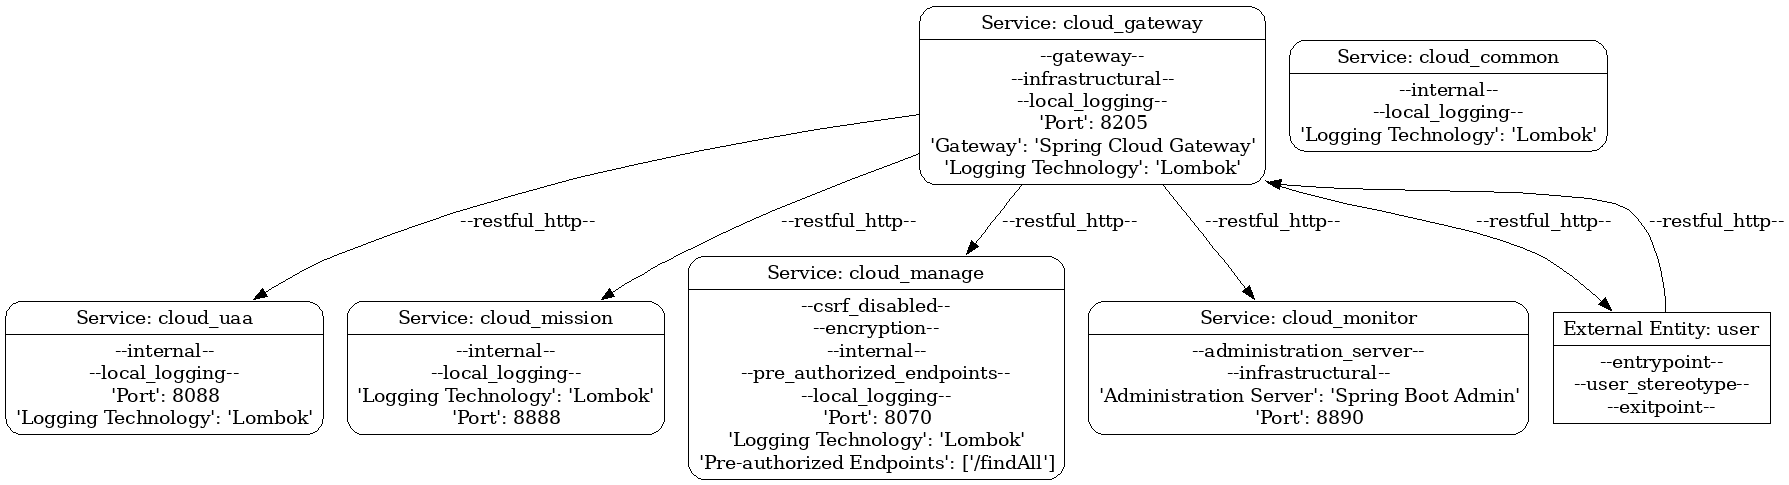 Service: cloud_gateway
--gateway--
--infrastructural--
--local_logging--
'Port': 8205
'Gateway': 'Spring Cloud Gateway'
'Logging Technology': 'Lombok'
Service: cloud_common
--internal--
--local_logging--
'Logging Technology': 'Lombok'
--restful_http--
--restful_http--
--restful_http--
--restful_http--
--restful_http--
--restful_http--
Service: cloud_uaa
--internal--
--local_logging--
'Port': 8088
'Logging Technology': 'Lombok'
Service: cloud_mission
--internal--
--local_logging--
'Logging Technology': 'Lombok'
'Port': 8888
Service: cloud_manage
--csrf_disabled--
--encryption--
--internal--
--pre_authorized_endpoints--
--local_logging--
'Port': 8070
'Logging Technology': 'Lombok'
'Pre-authorized Endpoints': ['/findAll']
Service: cloud_monitor
--administration_server--
--infrastructural--
'Administration Server': 'Spring Boot Admin'
'Port': 8890
External Entity: user
--entrypoint--
--user_stereotype--
--exitpoint--